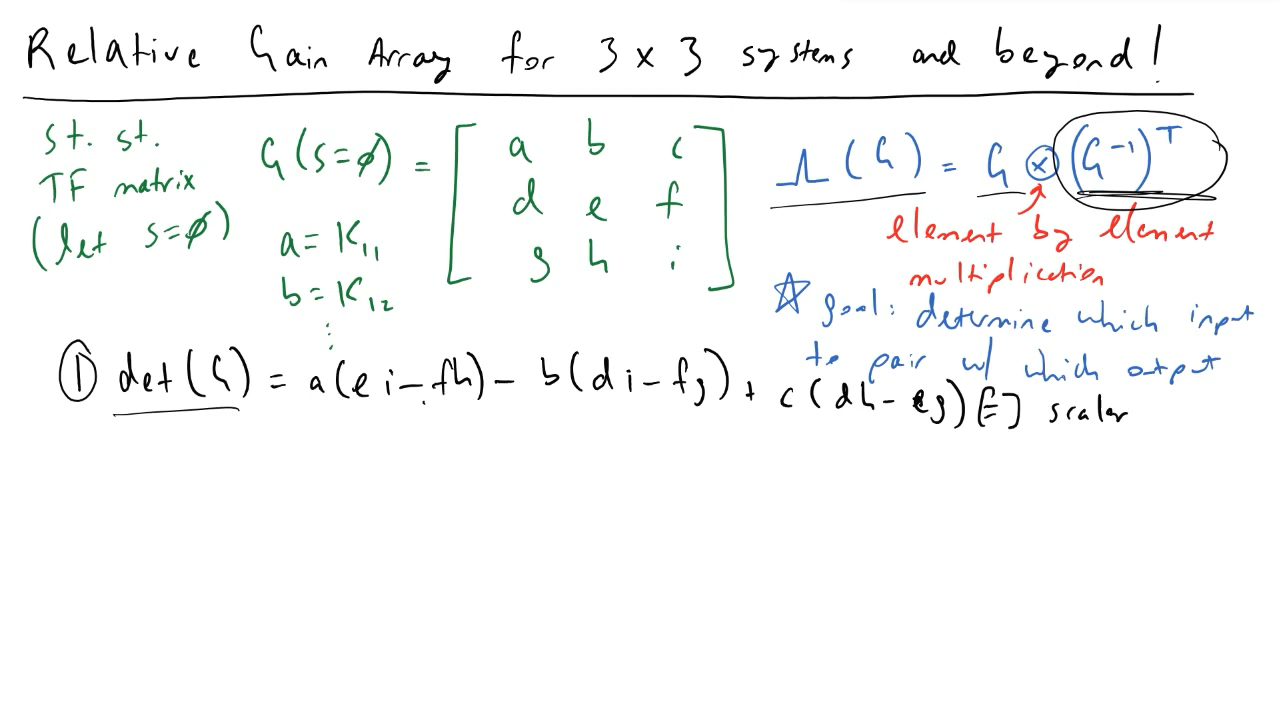 Relative Gain Array for 3 x 3 systems and beyond!
st. st.
TF matrix
(let s=∅)
G(s=∅) = [ a b c
d e f
g h i ]
a = K11
b = K12
⋮
Λ(G) = G ⊗ (G⁻¹)ᵀ
element by element
multiplication
☆ goal: determine which input
to pair w/ which output
① det(G) = a(ei-fh) - b(di-fg) + c(dh-eg) [=] scalar